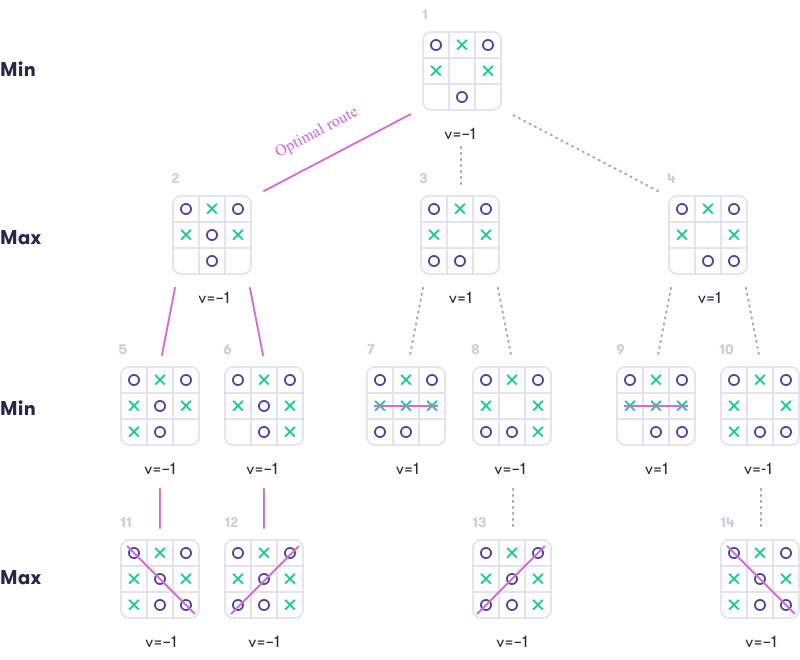 1
Min
v=−1
Optimal route
2
3
4
Max
v=−1
v=1
v=1
5
6
7
8
9
10
Min
v=−1
v=−1
v=1
v=−1
v=1
v=-1
11
12
13
14
Max
v=−1
v=−1
v=−1
v=-1